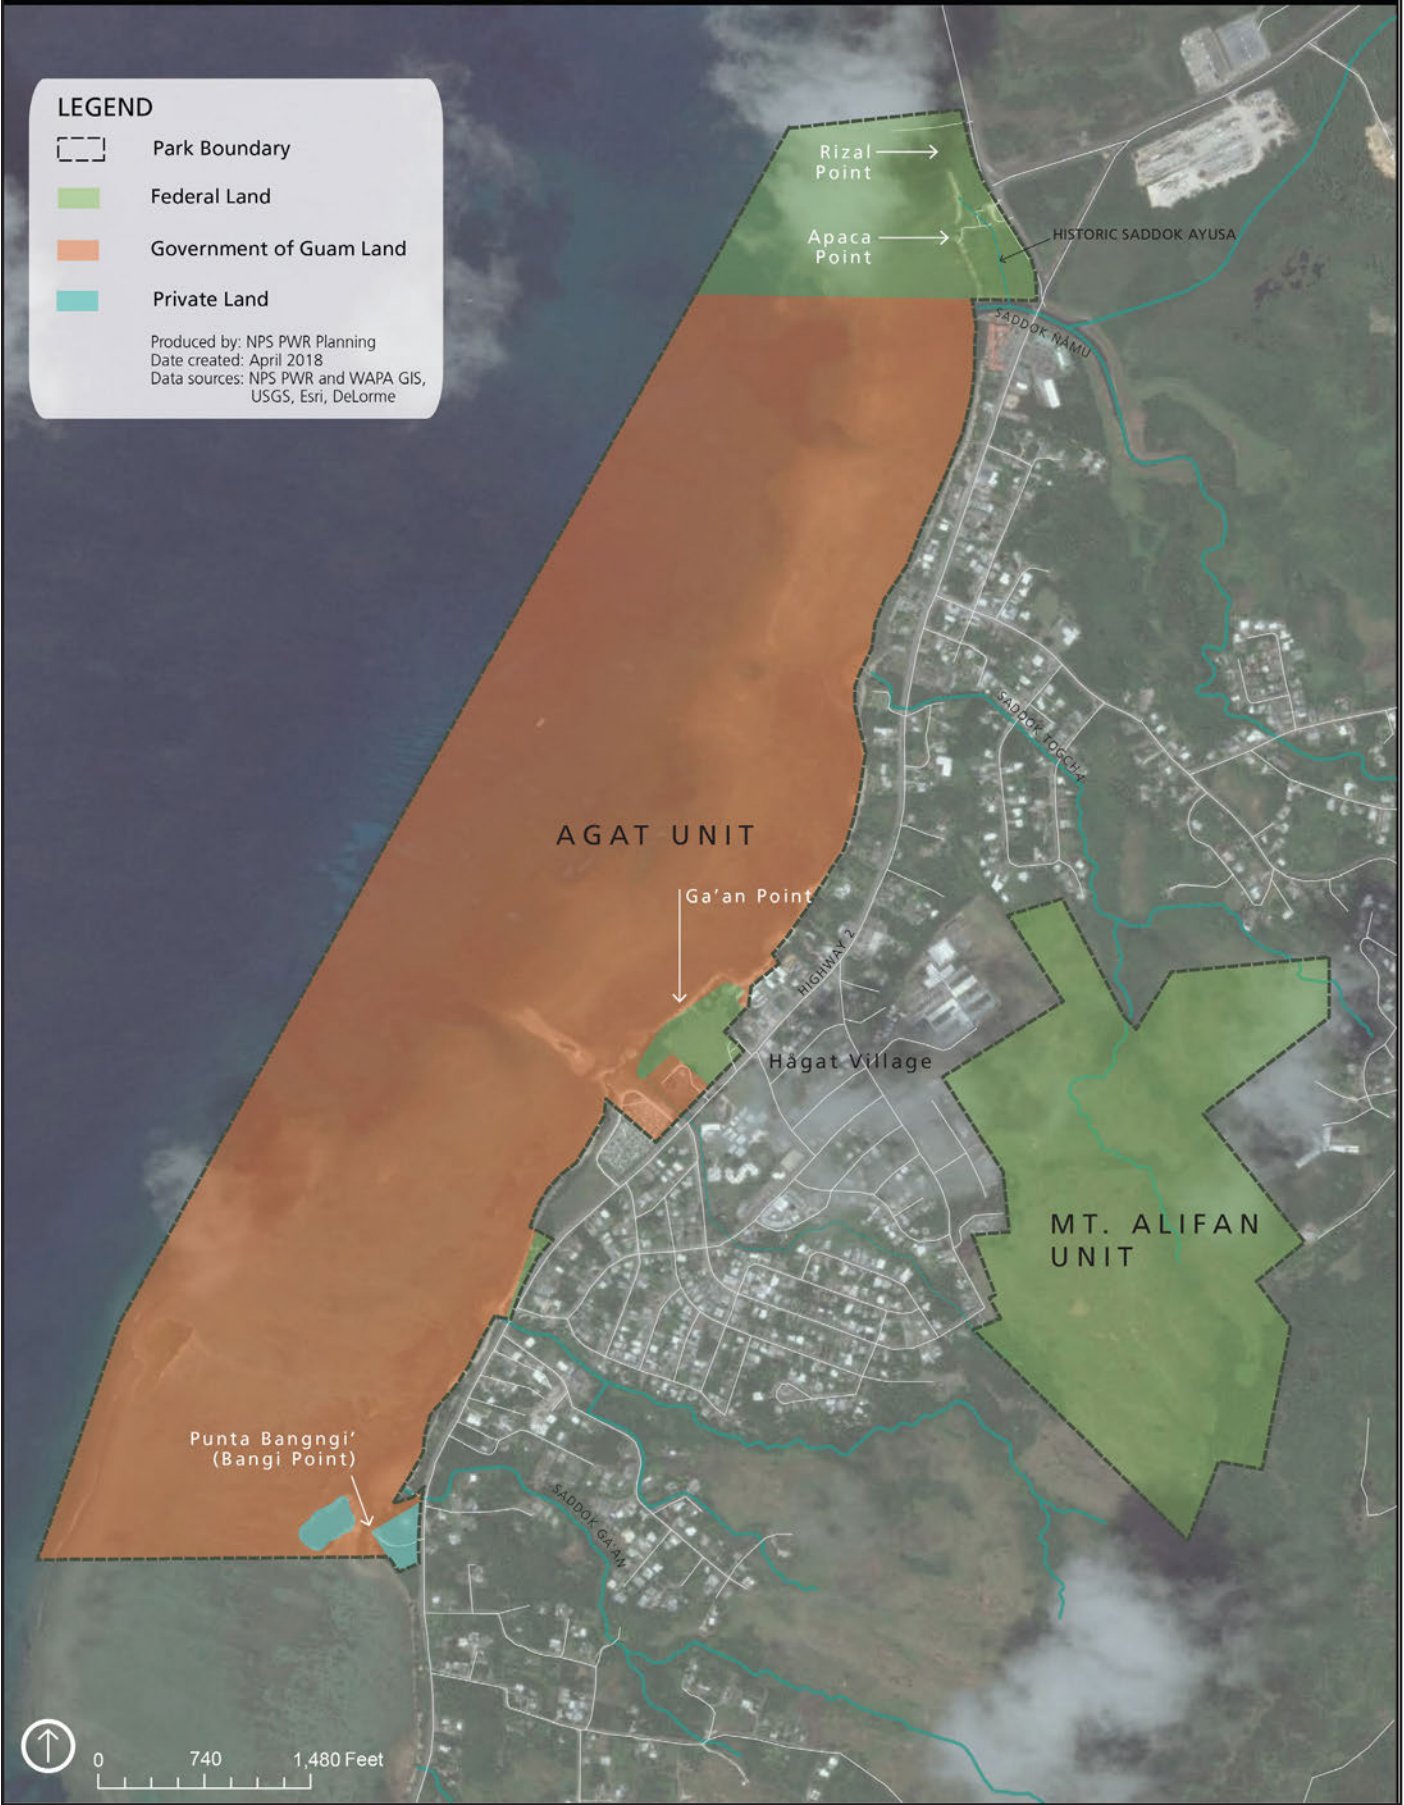 LEGEND
Park Boundary
Federal Land
Government of Guam Land
Private Land
Produced by: NPS PWR Planning
Date created: April 2018
Data sources: NPS PWR and WAPA GIS,
USGS, Esri, DeLorme
Rizal
Point
Apaca
Point
HISTORIC SADDOK AYUSA
SADDOK NÅMU
SADDOK TOGCHA
AGAT UNIT
Ga'an Point
HIGHWAY 2
Hågat Village
MT. ALIFAN
UNIT
Punta Bangngi'
(Bangi Point)
SADDOK GA'AN
0 740 1,480 Feet